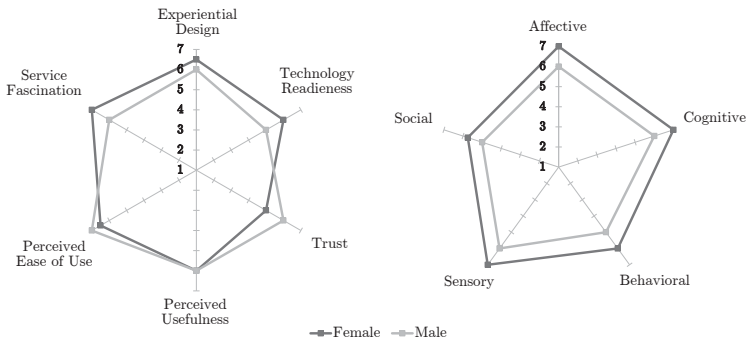 Experiential
Design
7
6
5
4
3
2
1
Technology
Readieness
Trust
Perceived
Usefulness
Perceived
Ease of Use
Service
Fascination
Affective
7
6
5
4
3
2
1
Cognitive
Behavioral
Sensory
Social
Female Male